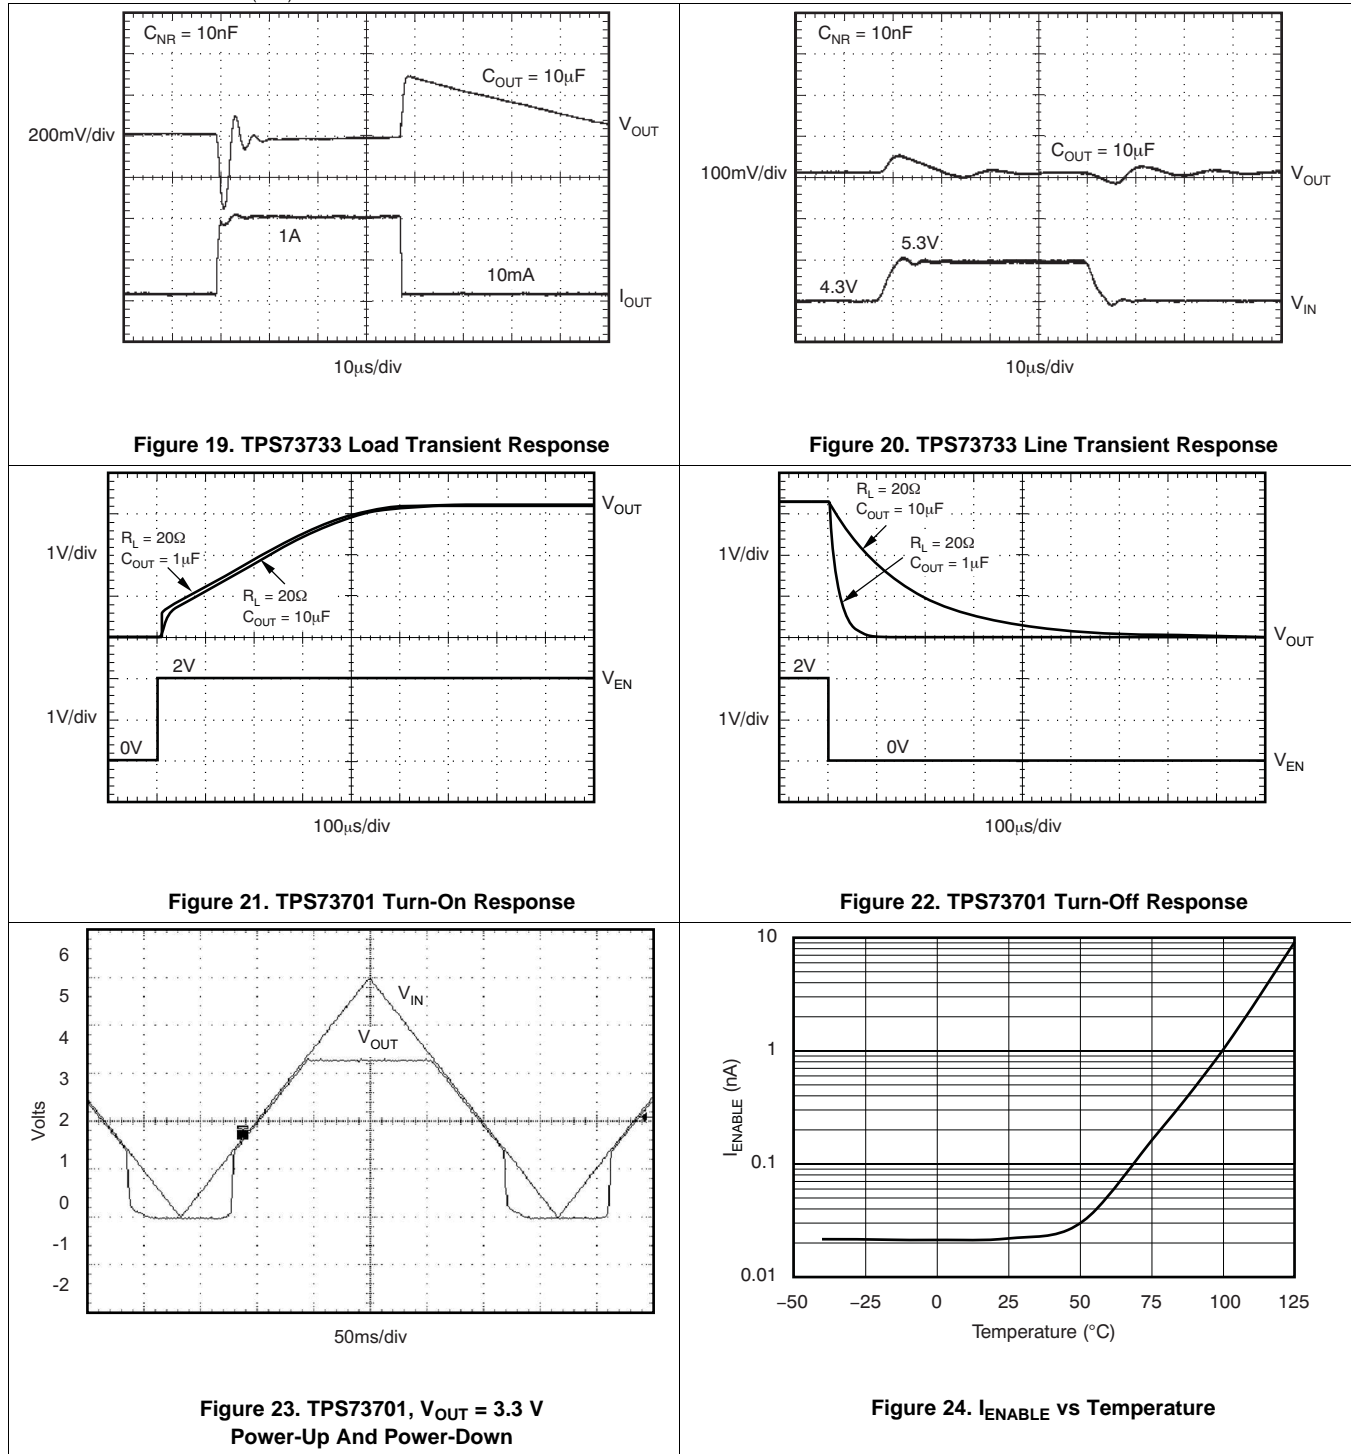 C_NR = 10nF
C_OUT = 10μF
200mV/div
V_OUT
1A
10mA
I_OUT
10μs/div
Figure 19. TPS73733 Load Transient Response
C_NR = 10nF
C_OUT = 10μF
100mV/div
V_OUT
5.3V
4.3V
V_IN
10μs/div
Figure 20. TPS73733 Line Transient Response
V_OUT
R_L = 20Ω
C_OUT = 1μF
1V/div
R_L = 20Ω
C_OUT = 10μF
2V
V_EN
1V/div
0V
100μs/div
Figure 21. TPS73701 Turn-On Response
R_L = 20Ω
C_OUT = 10μF
R_L = 20Ω
C_OUT = 1μF
1V/div
V_OUT
2V
1V/div
0V
V_EN
100μs/div
Figure 22. TPS73701 Turn-Off Response
6
5
4
3
2
1
0
-1
-2
Volts
V_IN
V_OUT
50ms/div
Figure 23. TPS73701, V_OUT = 3.3 V
Power-Up And Power-Down
10
1
0.1
0.01
I_ENABLE (nA)
−50 −25 0 25 50 75 100 125
Temperature (°C)
Figure 24. I_ENABLE vs Temperature